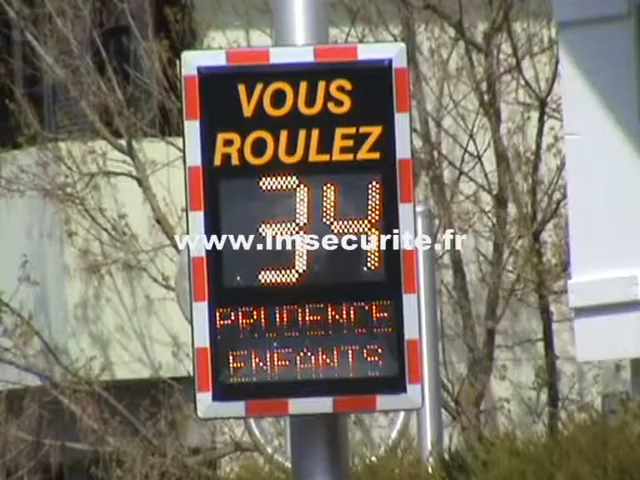 VOUS
ROULEZ
34
www.lmsecurite.fr
PRUDENCE
ENFANTS